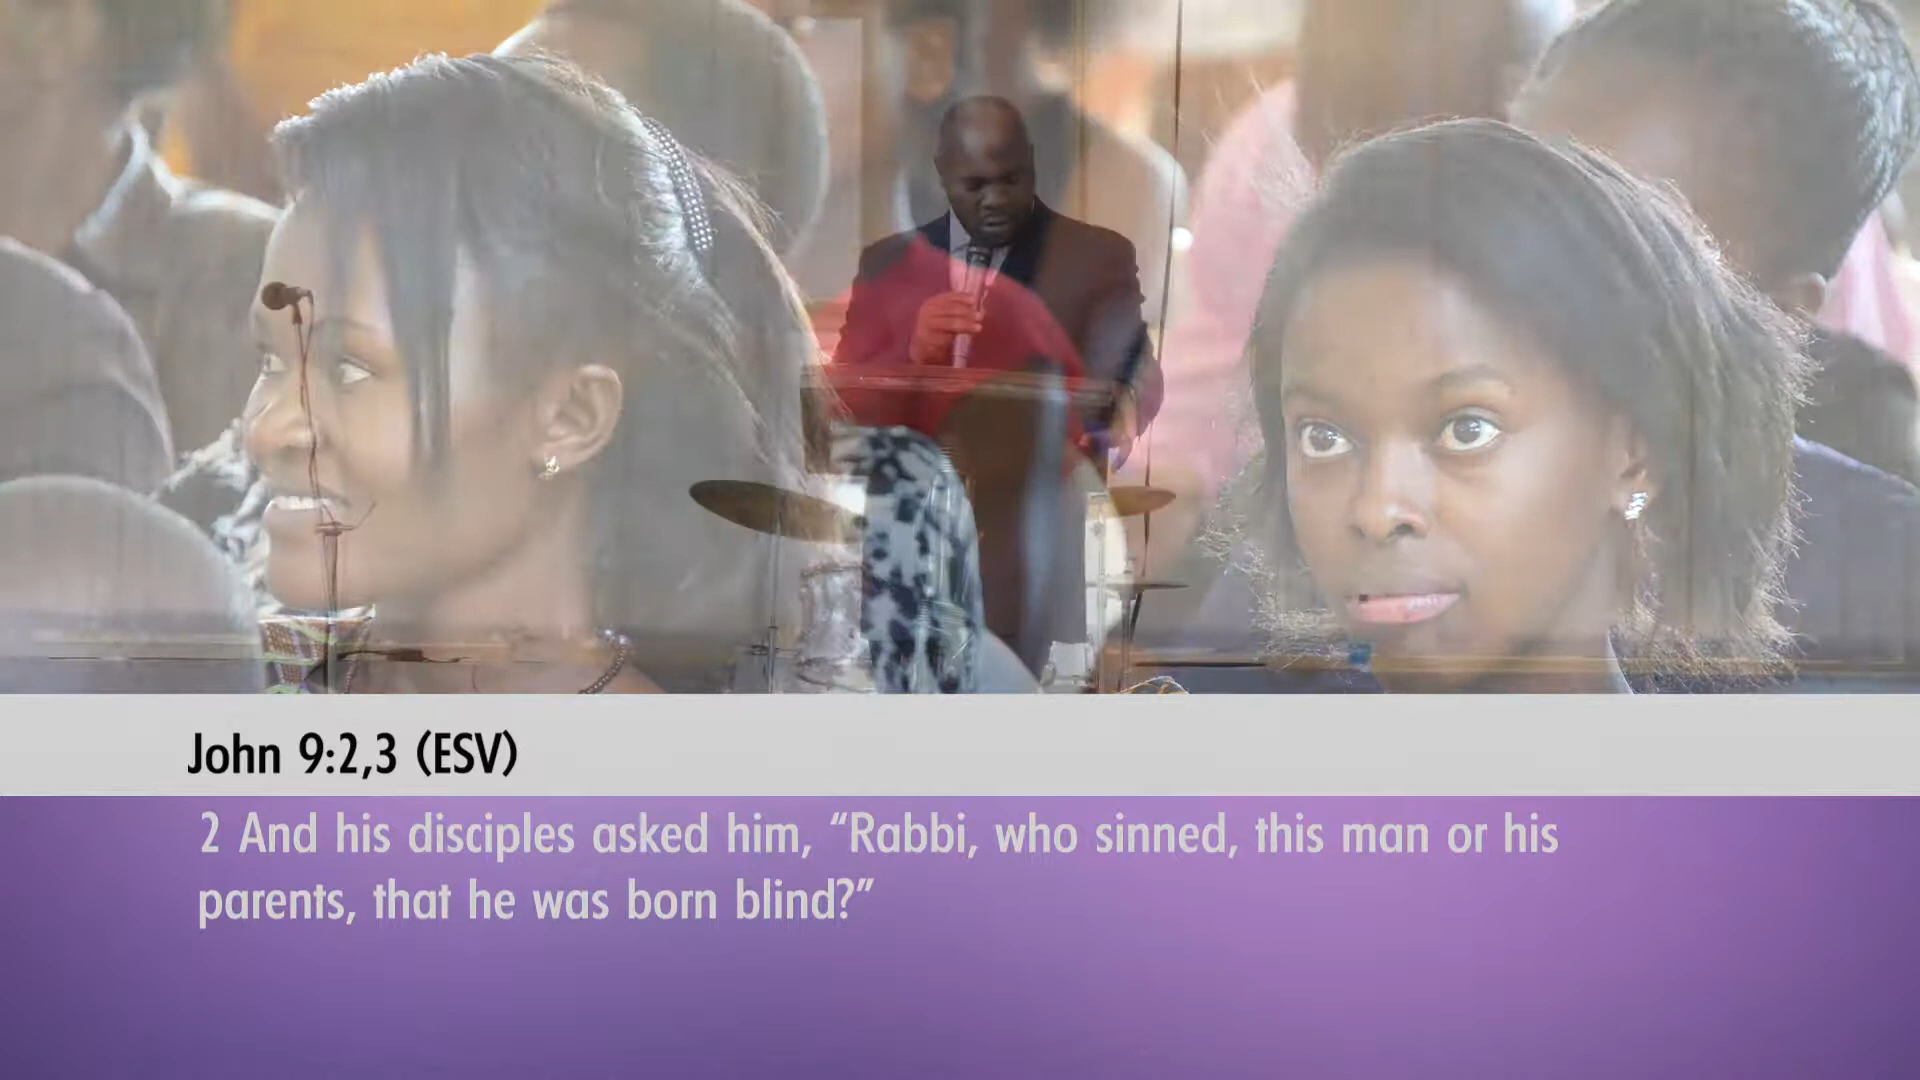 John 9:2,3 (ESV)
2 And his disciples asked him, “Rabbi, who sinned, this man or his
parents, that he was born blind?”